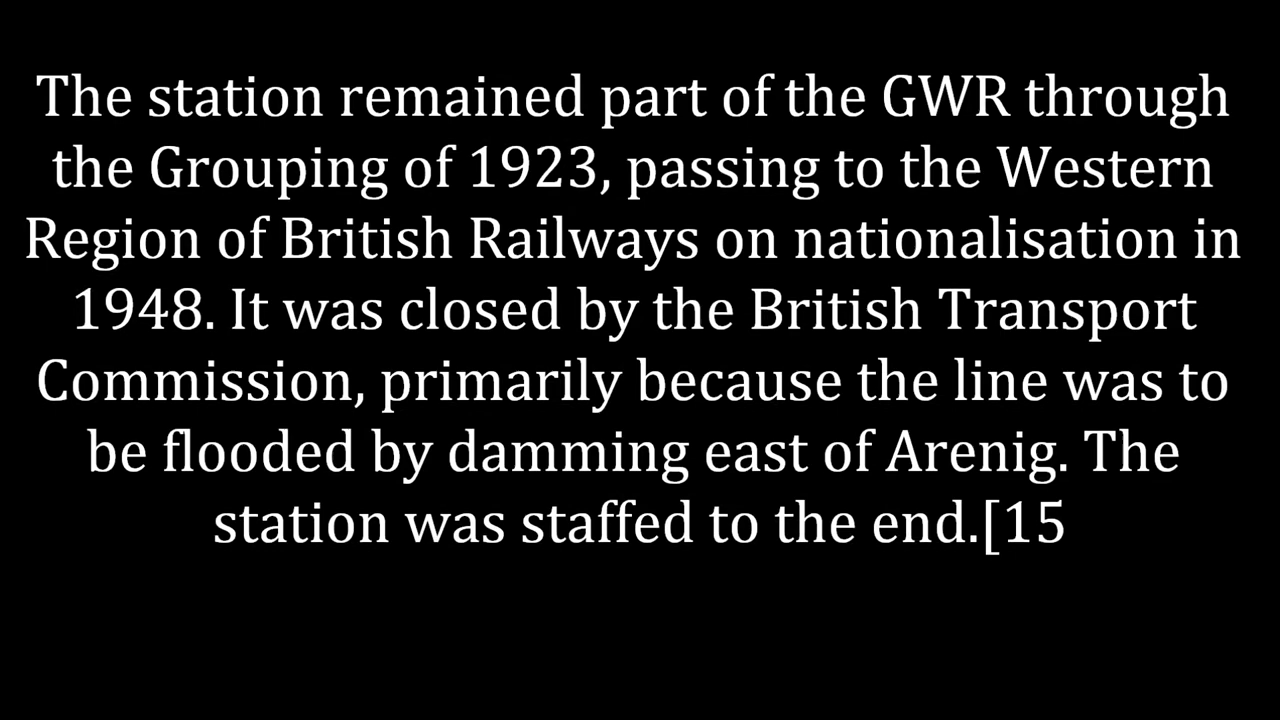 The station remained part of the GWR through
the Grouping of 1923, passing to the Western
Region of British Railways on nationalisation in
1948. It was closed by the British Transport
Commission, primarily because the line was to
be flooded by damming east of Arenig. The
station was staffed to the end.[15